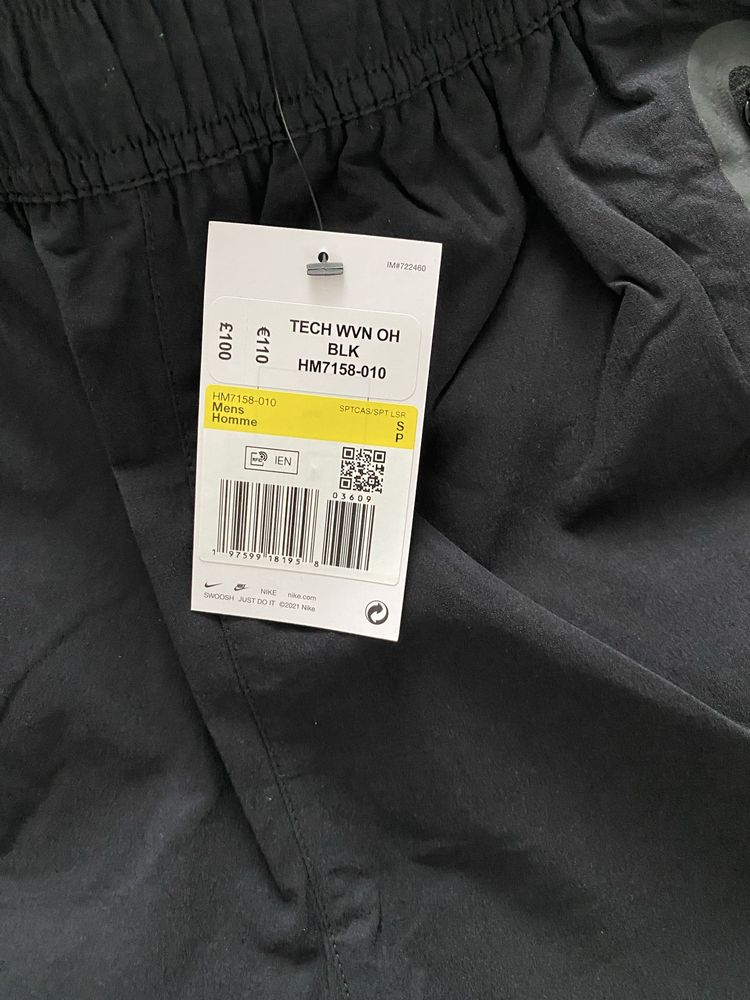 IM#722460
£100
€110
TECH WVN OH
BLK
HM7158-010
HM7158-010
Mens
Homme
SPTCAS/SPT LSR
S
P
RFID
IEN
03609
1 97599 18195 8
NIKE nike.com
SWOOSH JUST DO IT ©2021 Nike